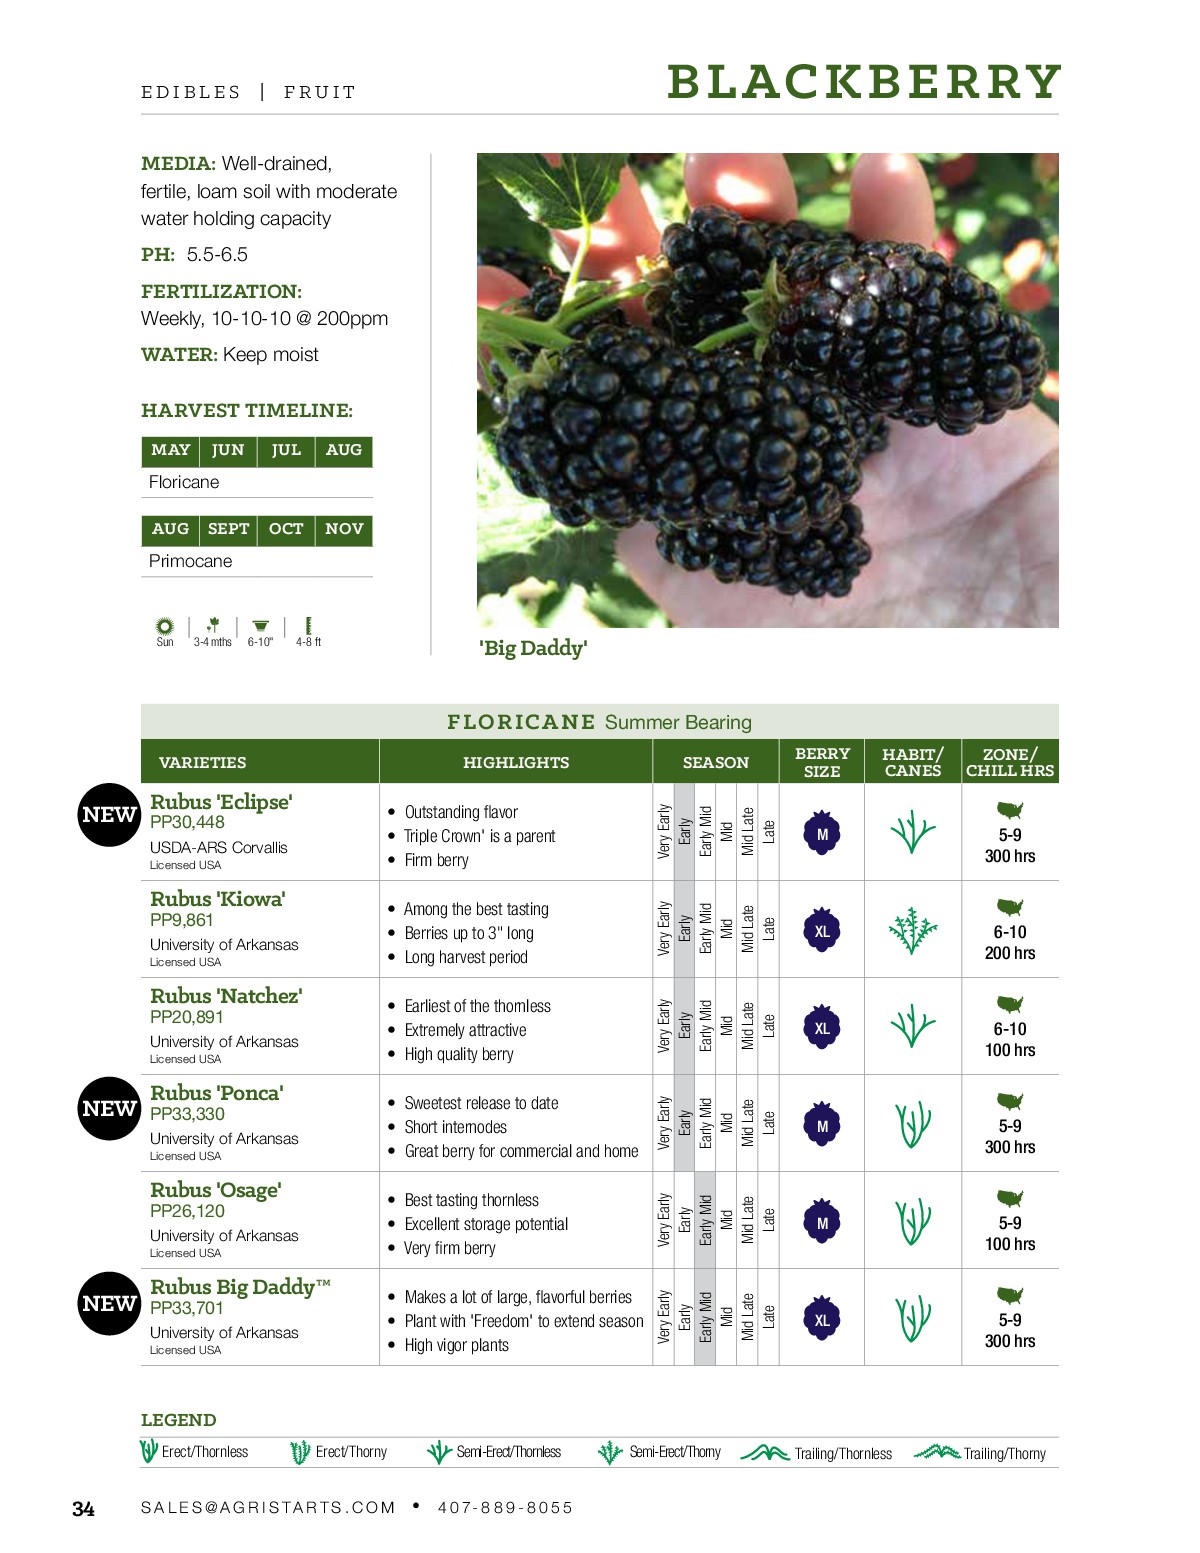 EDIBLES | FRUIT
BLACKBERRY
MEDIA: Well-drained,
fertile, loam soil with moderate
water holding capacity
PH: 5.5-6.5
FERTILIZATION:
Weekly, 10-10-10 @ 200ppm
WATER: Keep moist
HARVEST TIMELINE:
MAY JUN JUL AUG
Floricane
AUG SEPT OCT NOV
Primocane
Sun 3-4 mths 6-10" 4-8 ft
'Big Daddy'
FLORICANE Summer Bearing
VARIETIES HIGHLIGHTS SEASON BERRY SIZE HABIT/CANES ZONE/CHILL HRS
NEW
Rubus 'Eclipse'
PP30,448
USDA-ARS Corvallis
Licensed USA
• Outstanding flavor
• Triple Crown' is a parent
• Firm berry
Very Early
Early
Early Mid
Mid
Mid Late
Late
M
5-9
300 hrs
Rubus 'Kiowa'
PP9,861
University of Arkansas
Licensed USA
• Among the best tasting
• Berries up to 3" long
• Long harvest period
Very Early
Early
Early Mid
Mid
Mid Late
Late
XL
6-10
200 hrs
Rubus 'Natchez'
PP20,891
University of Arkansas
Licensed USA
• Earliest of the thornless
• Extremely attractive
• High quality berry
Very Early
Early
Early Mid
Mid
Mid Late
Late
XL
6-10
100 hrs
NEW
Rubus 'Ponca'
PP33,330
University of Arkansas
Licensed USA
• Sweetest release to date
• Short internodes
• Great berry for commercial and home
Very Early
Early
Early Mid
Mid
Mid Late
Late
M
5-9
300 hrs
Rubus 'Osage'
PP26,120
University of Arkansas
Licensed USA
• Best tasting thornless
• Excellent storage potential
• Very firm berry
Very Early
Early
Early Mid
Mid
Mid Late
Late
M
5-9
100 hrs
NEW
Rubus Big Daddy™
PP33,701
University of Arkansas
Licensed USA
• Makes a lot of large, flavorful berries
• Plant with 'Freedom' to extend season
• High vigor plants
Very Early
Early
Early Mid
Mid
Mid Late
Late
XL
5-9
300 hrs
LEGEND
Erect/Thornless Erect/Thorny Semi-Erect/Thornless Semi-Erect/Thorny Trailing/Thornless Trailing/Thorny
34 SALES@AGRISTARTS.COM • 407-889-8055